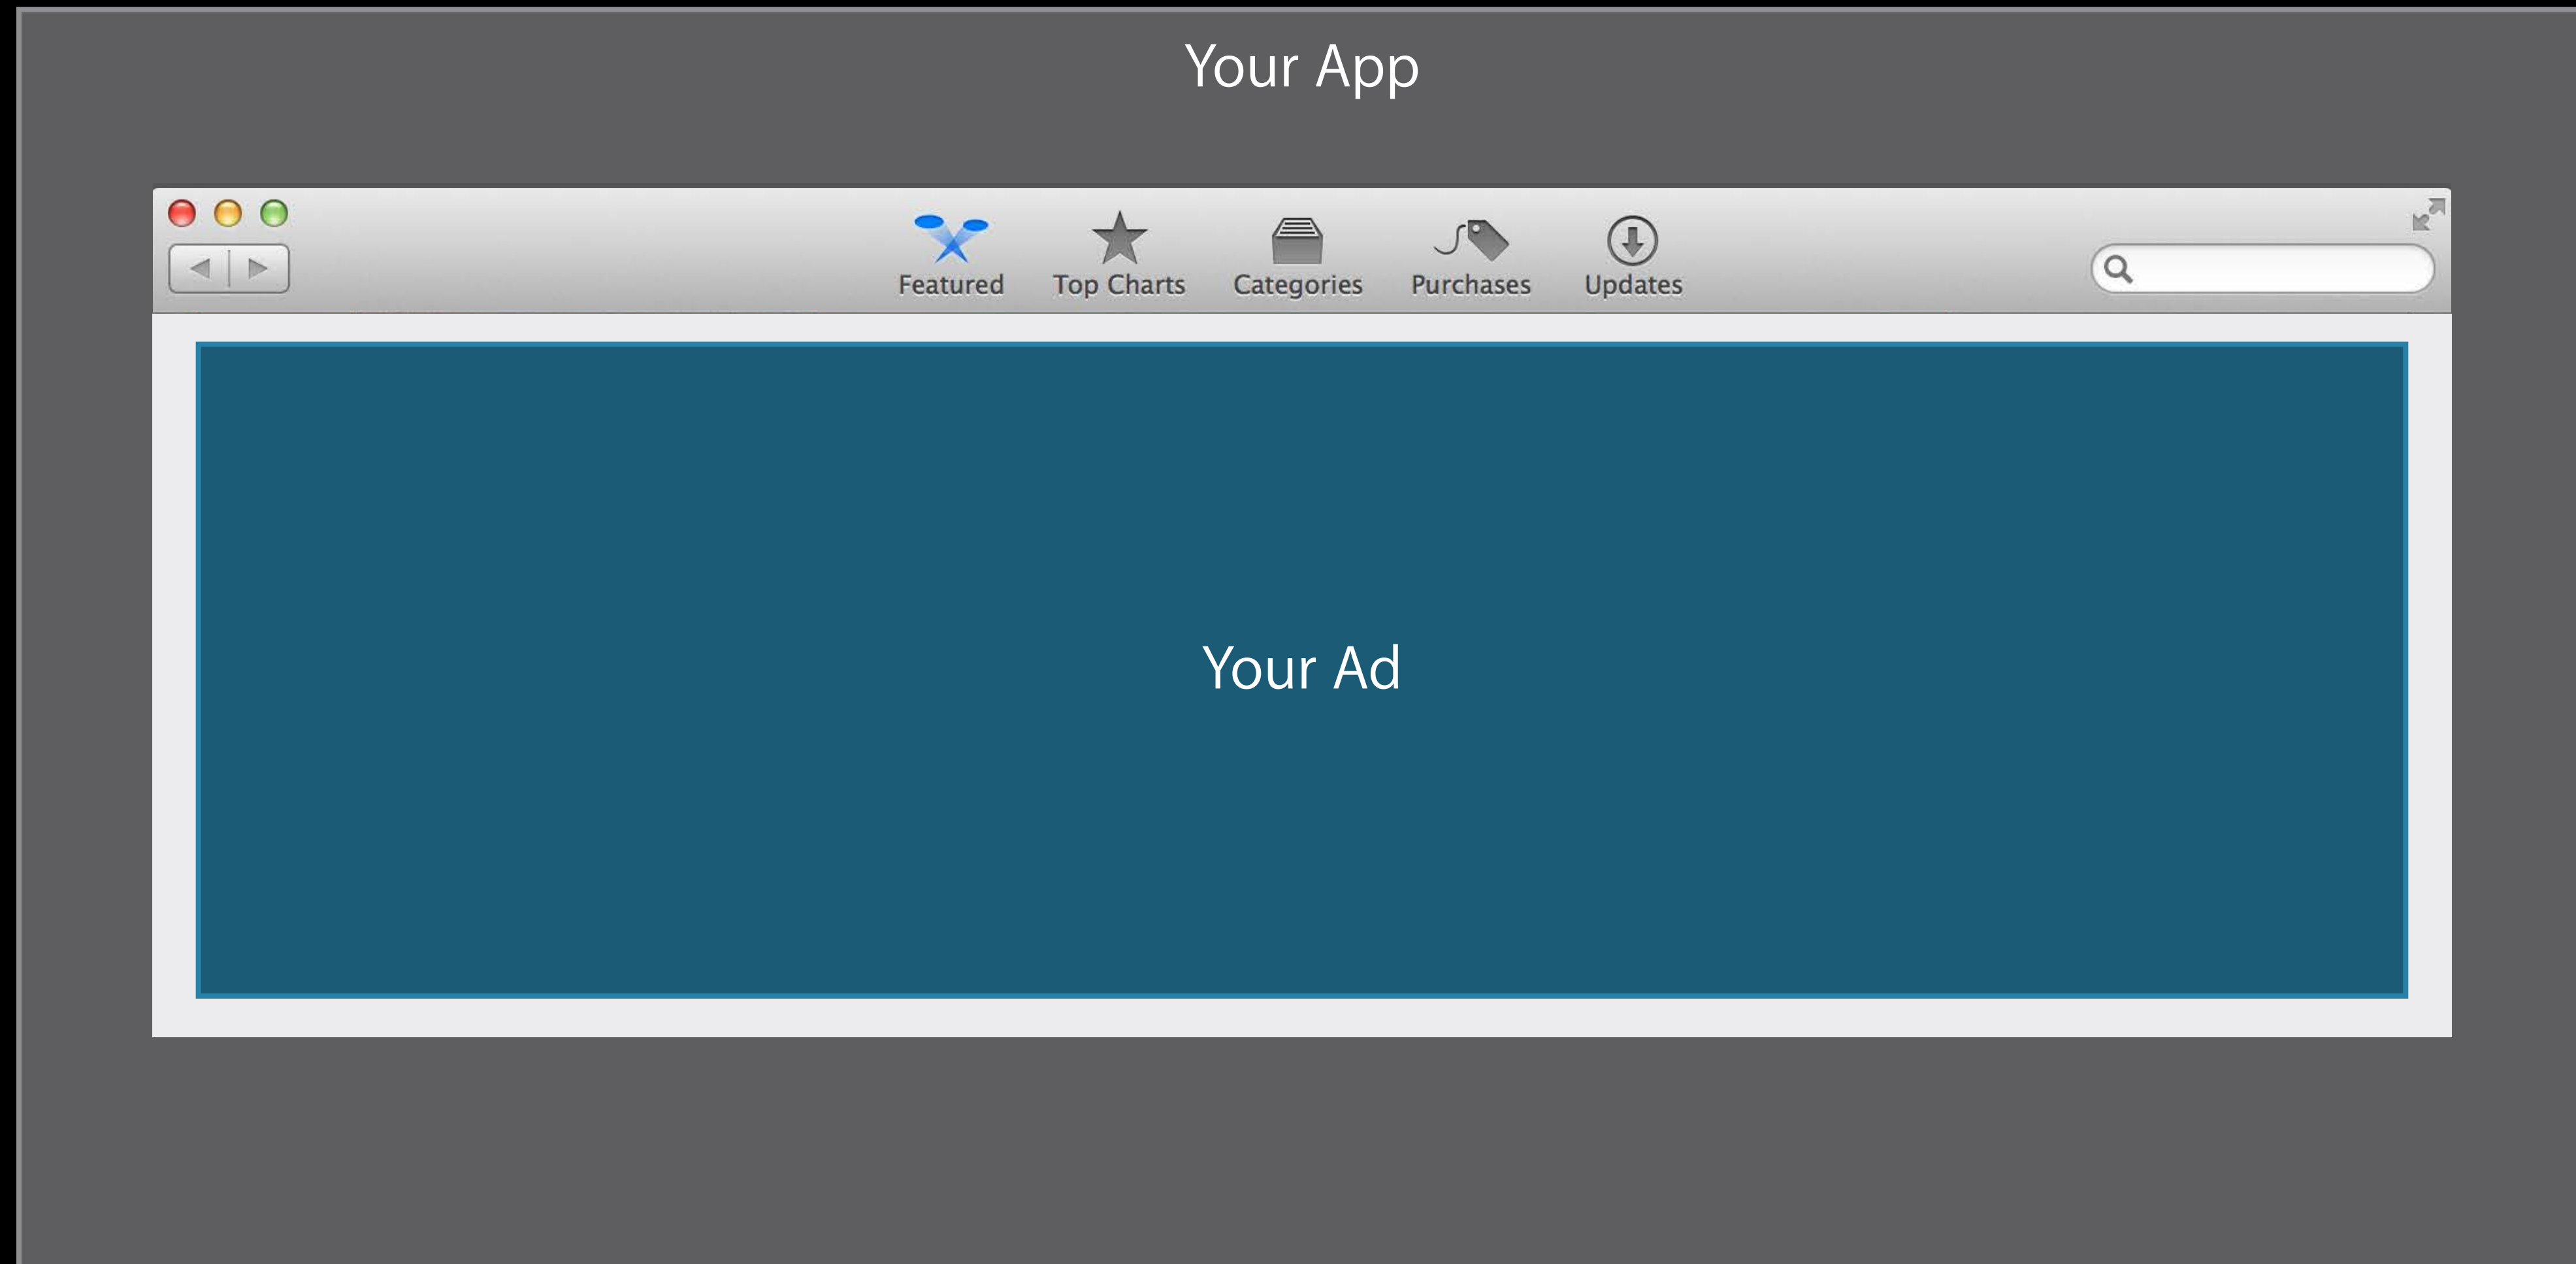 Your App
Featured
Top Charts
Categories
Purchases
Updates
Your Ad